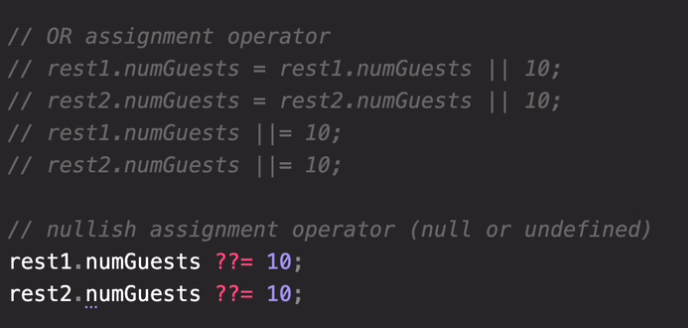 // OR assignment operator
// rest1.numGuests = rest1.numGuests || 10;
// rest2.numGuests = rest2.numGuests || 10;
// rest1.numGuests ||= 10;
// rest2.numGuests ||= 10;
// nullish assignment operator (null or undefined)
rest1.numGuests ??= 10;
rest2.numGuests ??= 10;